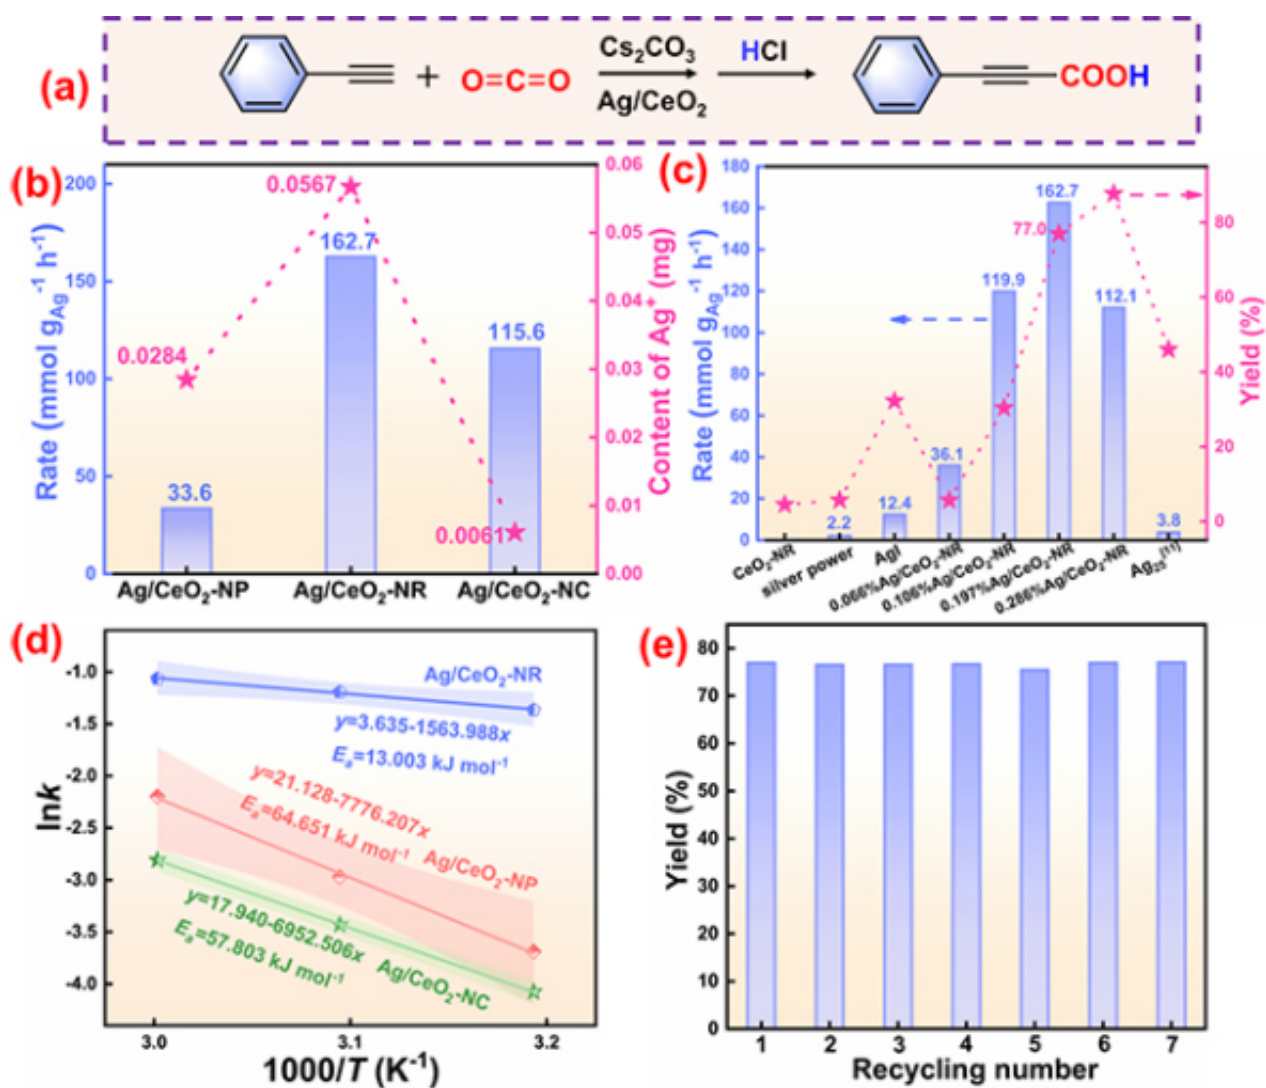 (a)
Cs₂CO₃
HCl
+ O=C=O
COOH
Ag/CeO₂
(b)
200
150
100
50
0
Rate (mmol g_Ag⁻¹ h⁻¹)
0.0567
162.7
0.0284
115.6
33.6
0.0061
0.06
0.05
0.04
0.03
0.02
0.01
0.00
Content of Ag⁺ (mg)
Ag/CeO₂-NP
Ag/CeO₂-NR
Ag/CeO₂-NC
(c)
180
160
140
120
100
80
60
40
20
0
Rate (mmol g_Ag⁻¹ h⁻¹)
162.7
77.0
119.9
112.1
36.1
12.4
2.2
3.8
80
60
40
20
0
Yield (%)
CeO₂-NR
silver power
AgI
0.066%Ag/CeO₂-NR
0.106%Ag/CeO₂-NR
0.197%Ag/CeO₂-NR
0.286%Ag/CeO₂-NR
Ag₂₅[11]
(d)
-1.0
-1.5
-2.0
-2.5
-3.0
-3.5
-4.0
lnk
Ag/CeO₂-NR
y=3.635-1563.988x
Eₐ=13.003 kJ mol⁻¹
y=21.128-7776.207x
Eₐ=64.651 kJ mol⁻¹ Ag/CeO₂-NP
y=17.940-6952.506x
Eₐ=57.803 kJ mol⁻¹ Ag/CeO₂-NC
3.0
3.1
3.2
1000/T (K⁻¹)
(e)
80
70
60
50
40
30
20
10
0
Yield (%)
1
2
3
4
5
6
7
Recycling number